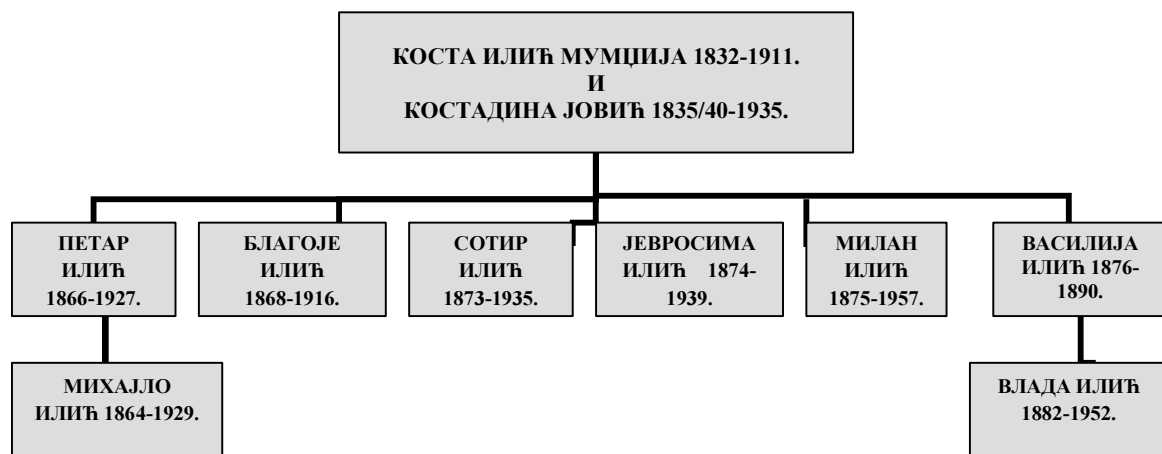 КОСТА ИЛИЋ МУМЏИЈА 1832-1911.
И
КОСТАДИНА ЈОВИЋ 1835/40-1935.
ПЕТАР
ИЛИЋ
1866-1927.
БЛАГОЈЕ
ИЛИЋ
1868-1916.
СОТИР
ИЛИЋ
1873-1935.
ЈЕВРОСИМА
ИЛИЋ 1874-
1939.
МИЛАН
ИЛИЋ
1875-1957.
ВАСИЛИЈА
ИЛИЋ 1876-
1890.
МИХАЈЛО
ИЛИЋ 1864-1929.
ВЛАДА ИЛИЋ
1882-1952.